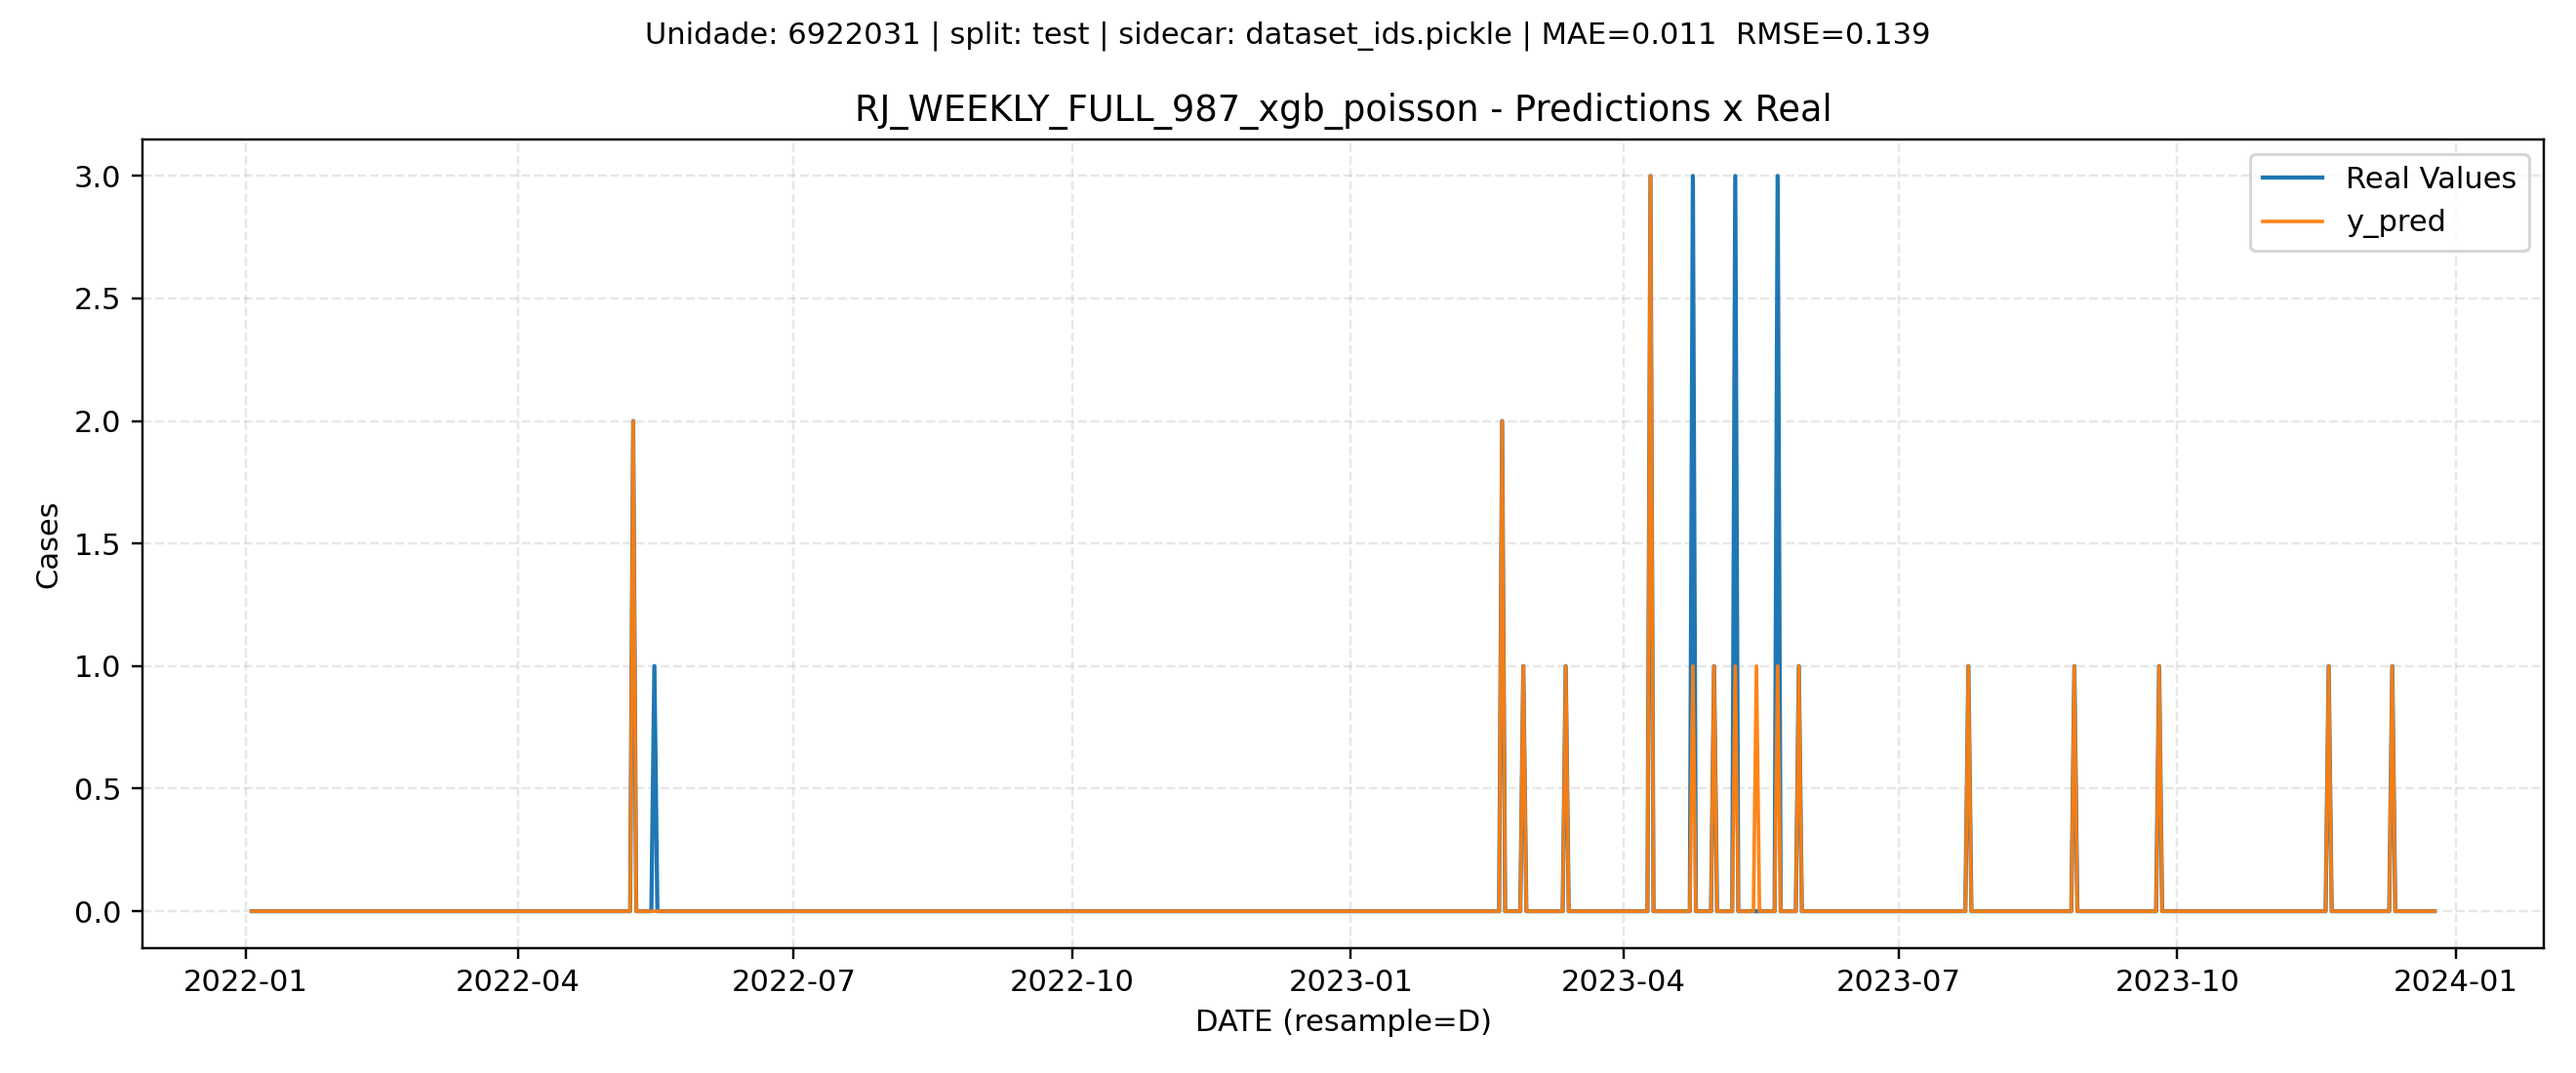 Unidade: 6922031 | split: test | sidecar: dataset_ids.pickle | MAE=0.011  RMSE=0.139
RJ_WEEKLY_FULL_987_xgb_poisson - Predictions x Real
Real Values
y_pred
Cases
3.0
2.5
2.0
1.5
1.0
0.5
0.0
2022-01
2022-04
2022-07
2022-10
2023-01
2023-04
2023-07
2023-10
2024-01
DATE (resample=D)